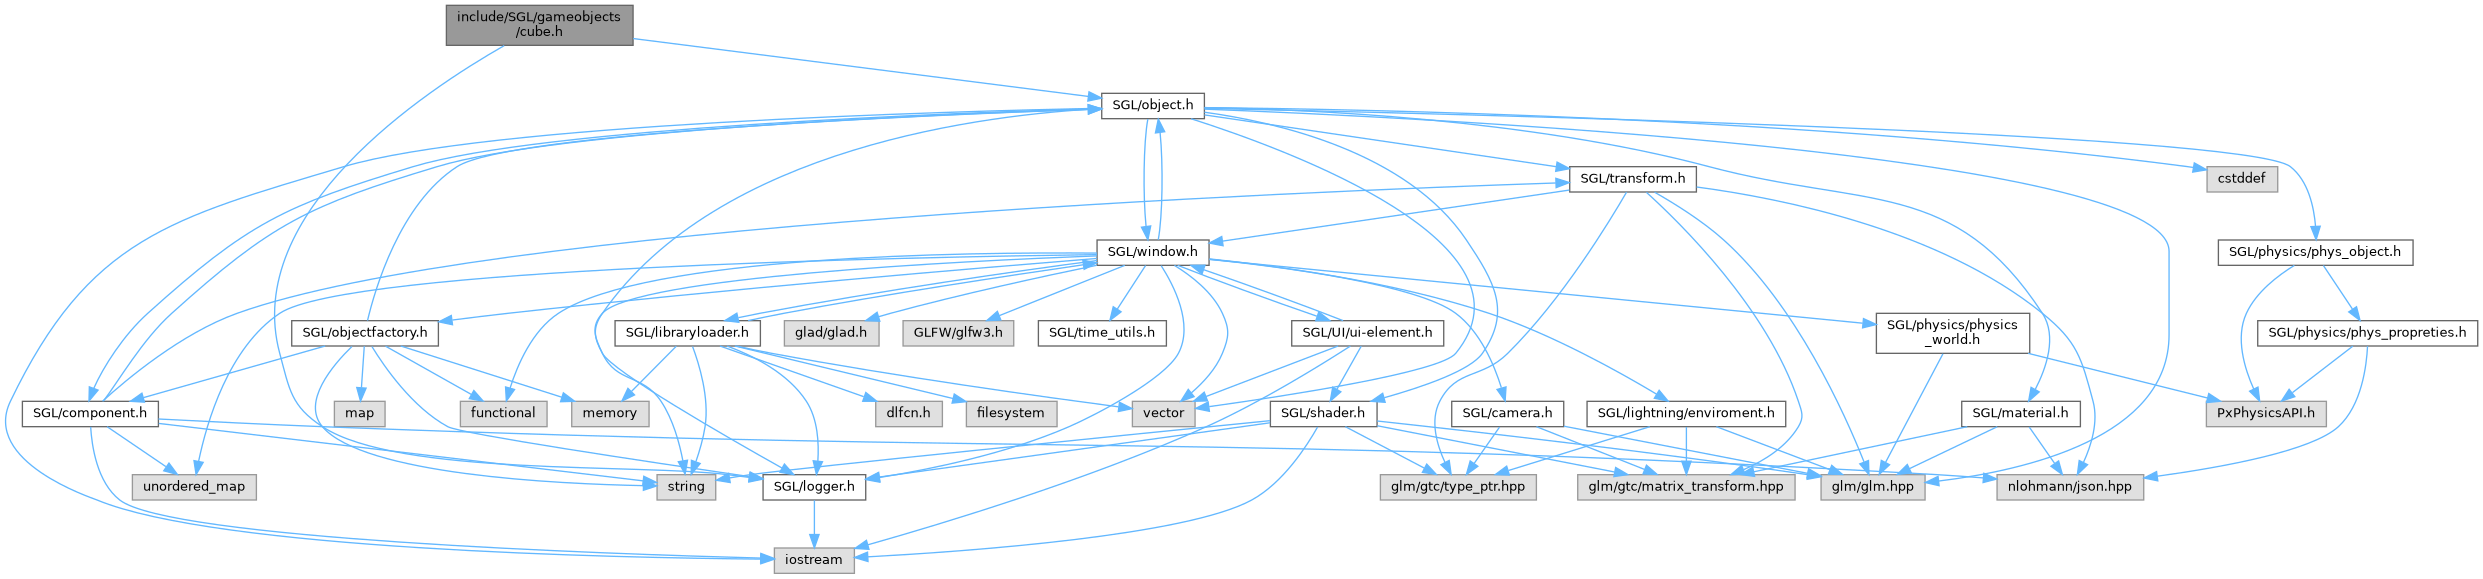 include/SGL/gameobjects
/cube.h
SGL/object.h
SGL/transform.h
cstddef
SGL/window.h
SGL/physics/phys_object.h
SGL/objectfactory.h
SGL/libraryloader.h
glad/glad.h
GLFW/glfw3.h
SGL/time_utils.h
SGL/UI/ui-element.h
SGL/physics/physics
_world.h
SGL/physics/phys_propreties.h
SGL/component.h
map
functional
memory
dlfcn.h
filesystem
vector
SGL/shader.h
SGL/camera.h
SGL/lightning/enviroment.h
SGL/material.h
PxPhysicsAPI.h
unordered_map
string
SGL/logger.h
glm/gtc/type_ptr.hpp
glm/gtc/matrix_transform.hpp
glm/glm.hpp
nlohmann/json.hpp
iostream